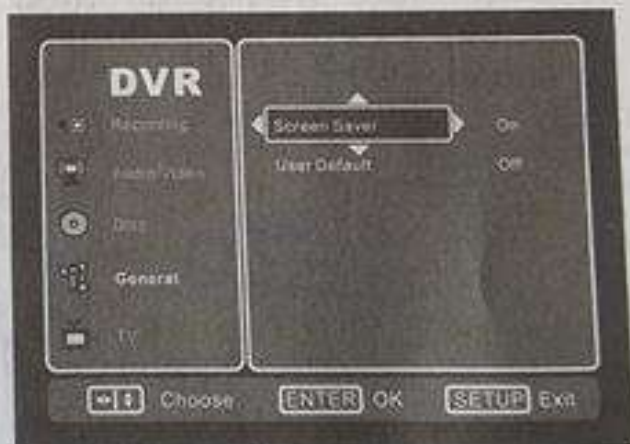 DVR
Recording
Audio/Video
Disc
General
TV
Screen Saver On
User Default Off
Choose ENTER OK SETUP Exit